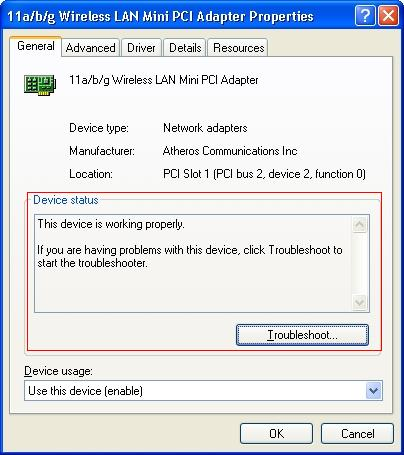 11a/b/g Wireless LAN Mini PCI Adapter Properties
General Advanced Driver Details Resources
11a/b/g Wireless LAN Mini PCI Adapter
Device type: Network adapters
Manufacturer: Atheros Communications Inc
Location: PCI Slot 1 (PCI bus 2, device 2, function 0)
Device status
This device is working properly.
If you are having problems with this device, click Troubleshoot to
start the troubleshooter.
Troubleshoot...
Device usage:
Use this device (enable)
OK Cancel